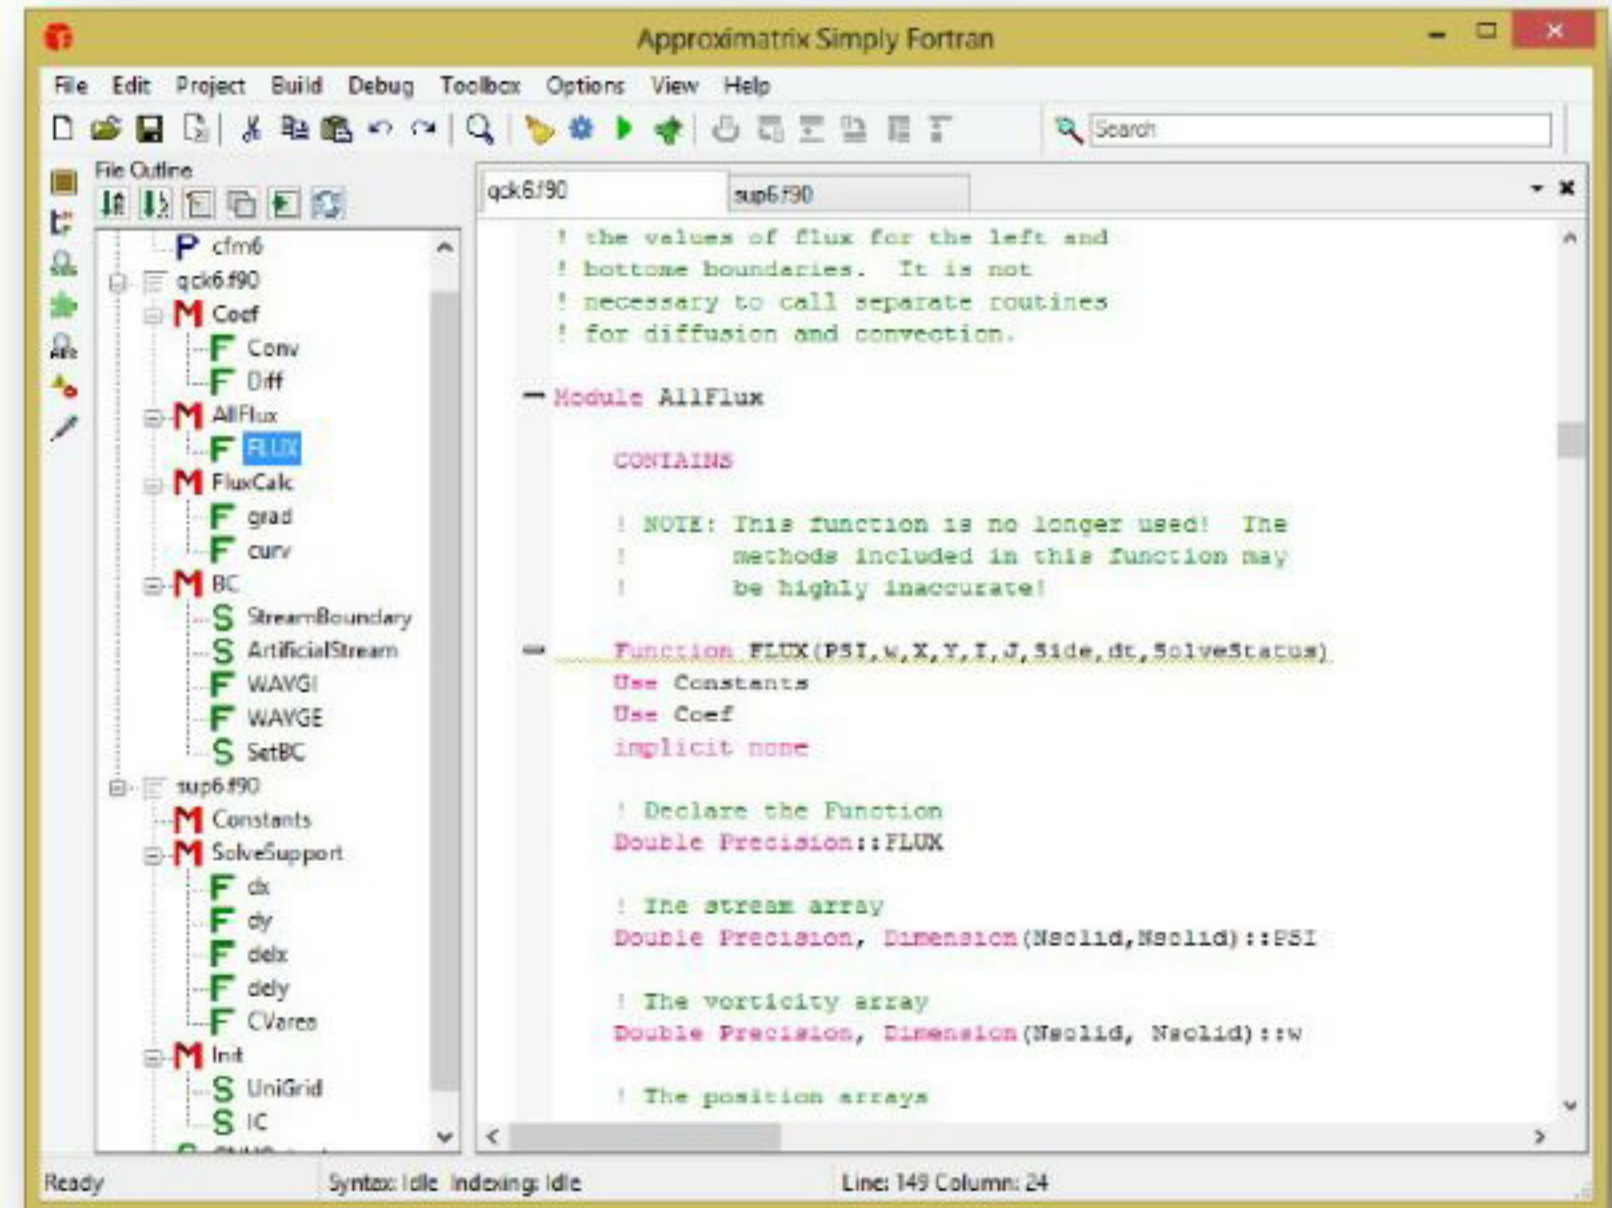 Approximatrix Simply Fortran
File Edit Project Build Debug Toolbox Options View Help
Search
File Outline
qck6.f90 sup6.f90
cfm6
qck6.f90
M Coef
F Conv
F Diff
M AllFlux
F FLUX
M FluxCalc
F grad
F curv
M BC
S StreamBoundary
S ArtificialStream
F WAVGI
F WAVGE
S SetBC
sup6.f90
M Constants
M SolveSupport
F dx
F dy
F delx
F dely
F CVarea
M Init
S UniGrid
S IC
! the values of flux for the left and
! bottome boundaries.  It is not
! necessary to call separate routines
! for diffusion and convection.
Module AllFlux
CONTAINS
! NOTE: This function is no longer used!  The
!       methods included in this function may
!       be highly inaccurate!
Function FLUX(PSI,w,X,Y,I,J,Side,dt,SolveStatus)
Use Constants
Use Coef
implicit none
! Declare the Function
Double Precision::FLUX
! The stream array
Double Precision, Dimension(Nsolid,Nsolid)::PSI
! The vorticity array
Double Precision, Dimension(Nsolid, Nsolid)::w
! The position arrays
Ready Syntax: Idle Indexing: Idle Line: 149 Column: 24